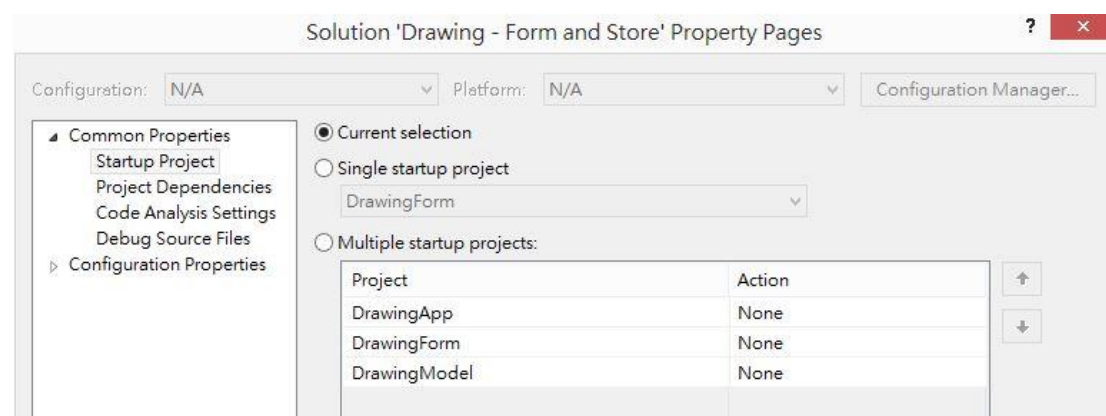 Solution 'Drawing - Form and Store' Property Pages ? ×
Configuration: N/A Platform: N/A Configuration Manager...
Common Properties
Startup Project
Project Dependencies
Code Analysis Settings
Debug Source Files
Configuration Properties
Current selection
Single startup project
DrawingForm
Multiple startup projects:
Project Action
DrawingApp None
DrawingForm None
DrawingModel None